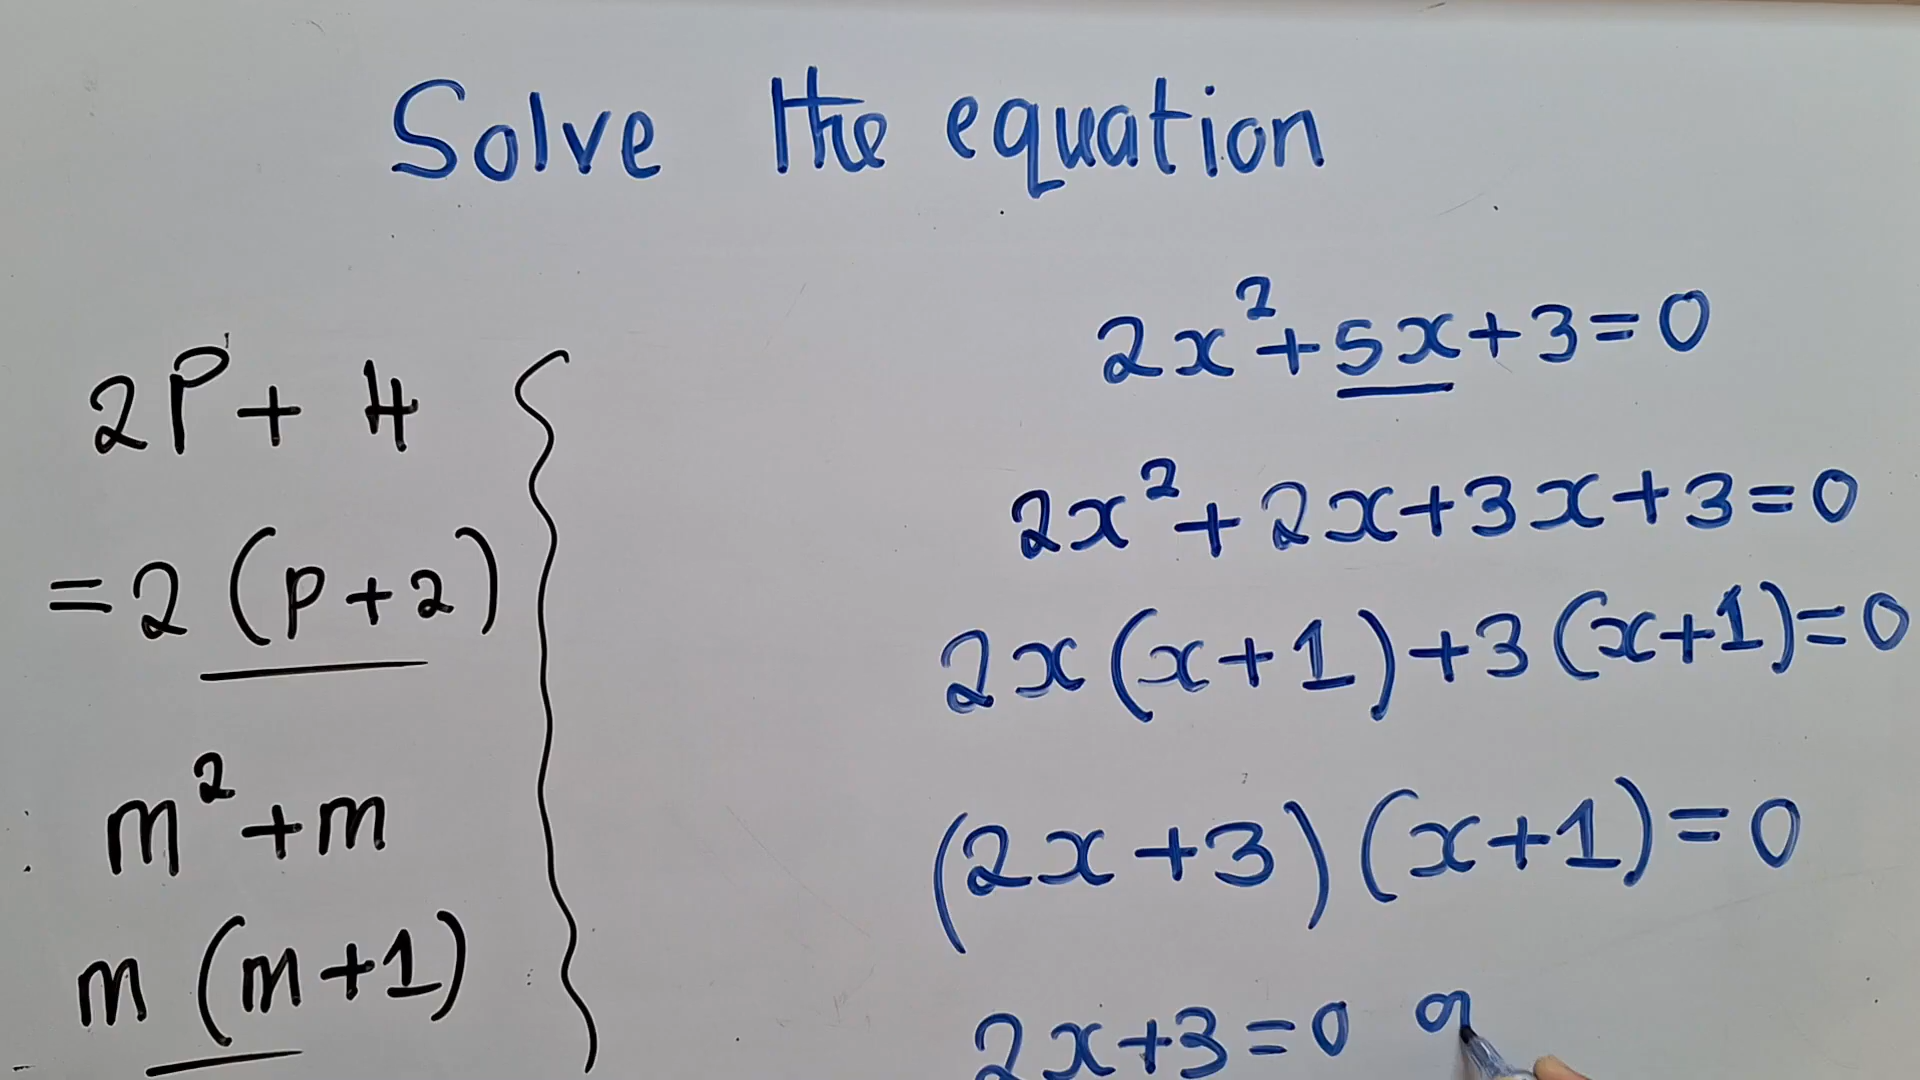 Solve the equation
2P + 4
= 2 (p+2)
m² + m
m (m+1)
2x² + 5x + 3 = 0
2x² + 2x + 3x + 3 = 0
2x (x+1) + 3 (x+1) = 0
(2x+3) (x+1) = 0
2x+3 = 0 or